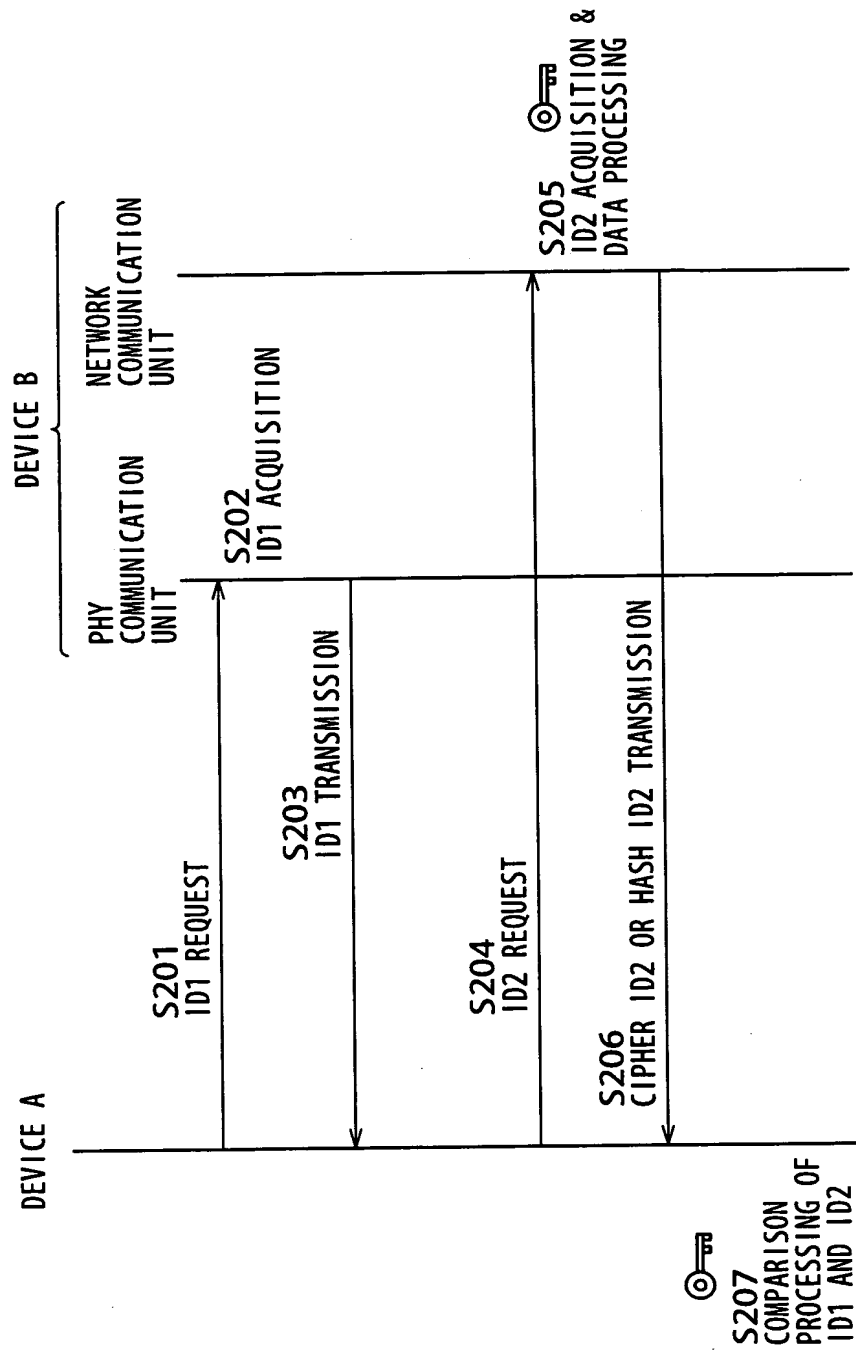 DEVICE A
DEVICE B
PHY
COMMUNICATION
UNIT
NETWORK
COMMUNICATION
UNIT
S201
ID1 REQUEST
S202
ID1 ACQUISITION
S203
ID1 TRANSMISSION
S204
ID2 REQUEST
S205
ID2 ACQUISITION &
DATA PROCESSING
S206
CIPHER ID2 OR HASH ID2 TRANSMISSION
S207
COMPARISON
PROCESSING OF
ID1 AND ID2